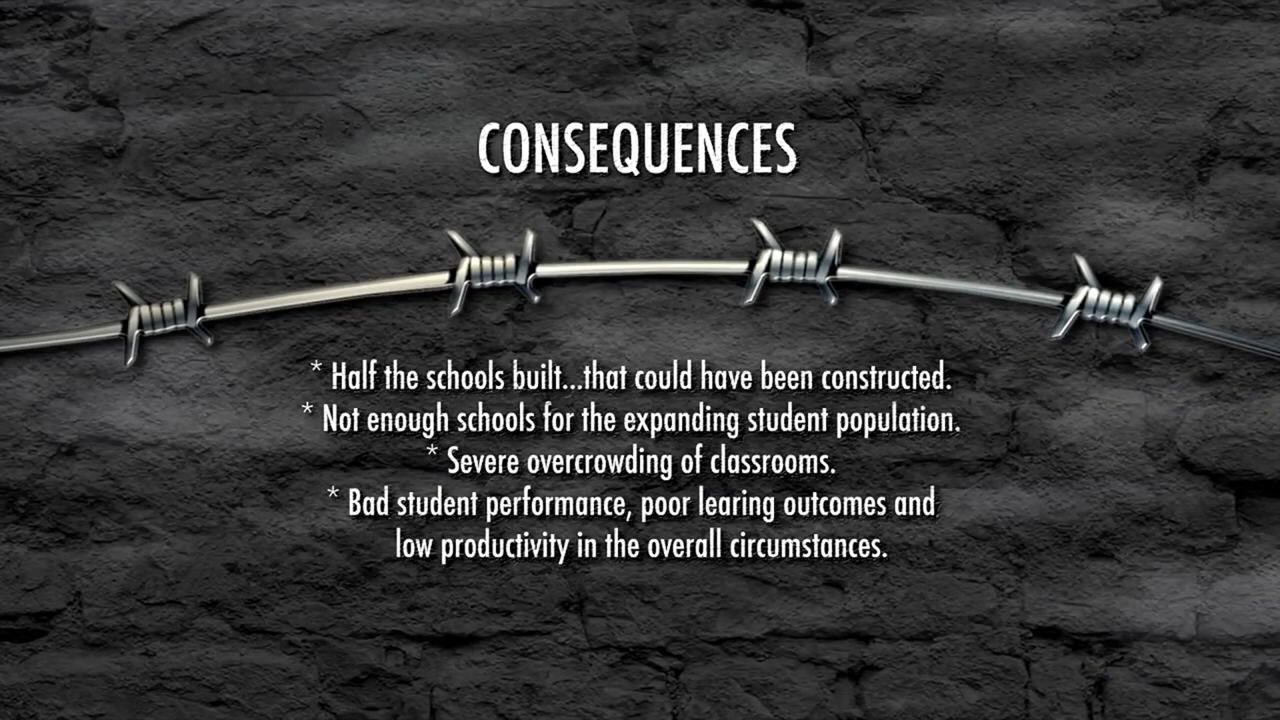 CONSEQUENCES
* Half the schools built...that could have been constructed.
* Not enough schools for the expanding student population.
* Severe overcrowding of classrooms.
* Bad student performance, poor learing outcomes and
low productivity in the overall circumstances.